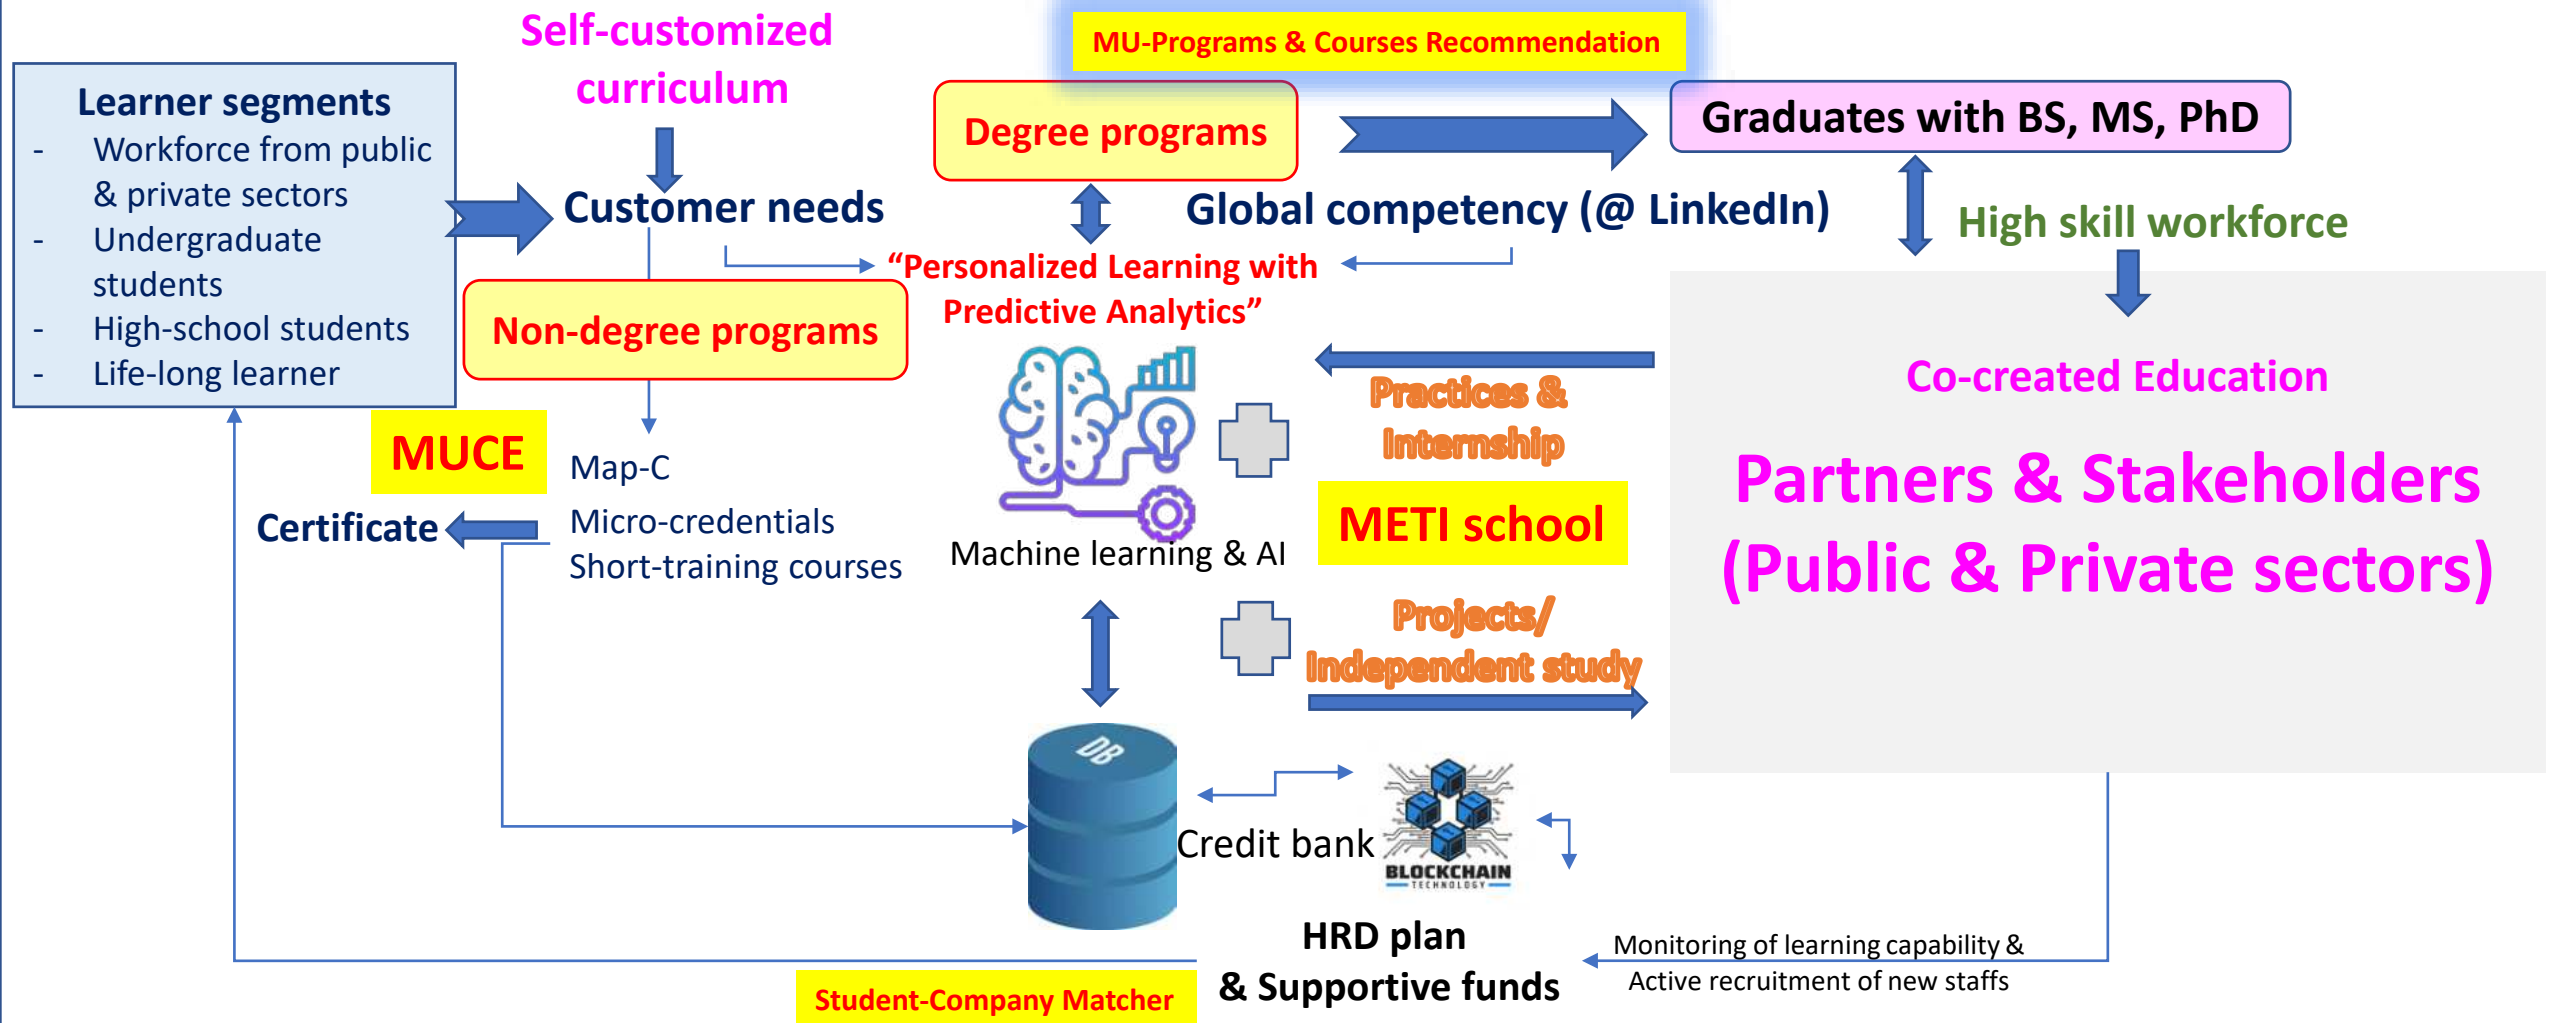 Self-customized
curriculum
MU-Programs & Courses Recommendation
Learner segments
- Workforce from public
& private sectors
- Undergraduate
students
- High-school students
- Life-long learner
Customer needs
Degree programs
Graduates with BS, MS, PhD
Global competency (@ LinkedIn)
High skill workforce
“Personalized Learning with
Predictive Analytics”
Non-degree programs
Practices &
Internship
Co-created Education
Partners & Stakeholders
(Public & Private sectors)
MUCE
Map-C
Micro-credentials
Short-training courses
Certificate
Machine learning & AI
METI school
Projects/
Independent study
DB
Credit bank
BLOCKCHAIN
TECHNOLOGY
HRD plan
& Supportive funds
Monitoring of learning capability &
Active recruitment of new staffs
Student-Company Matcher